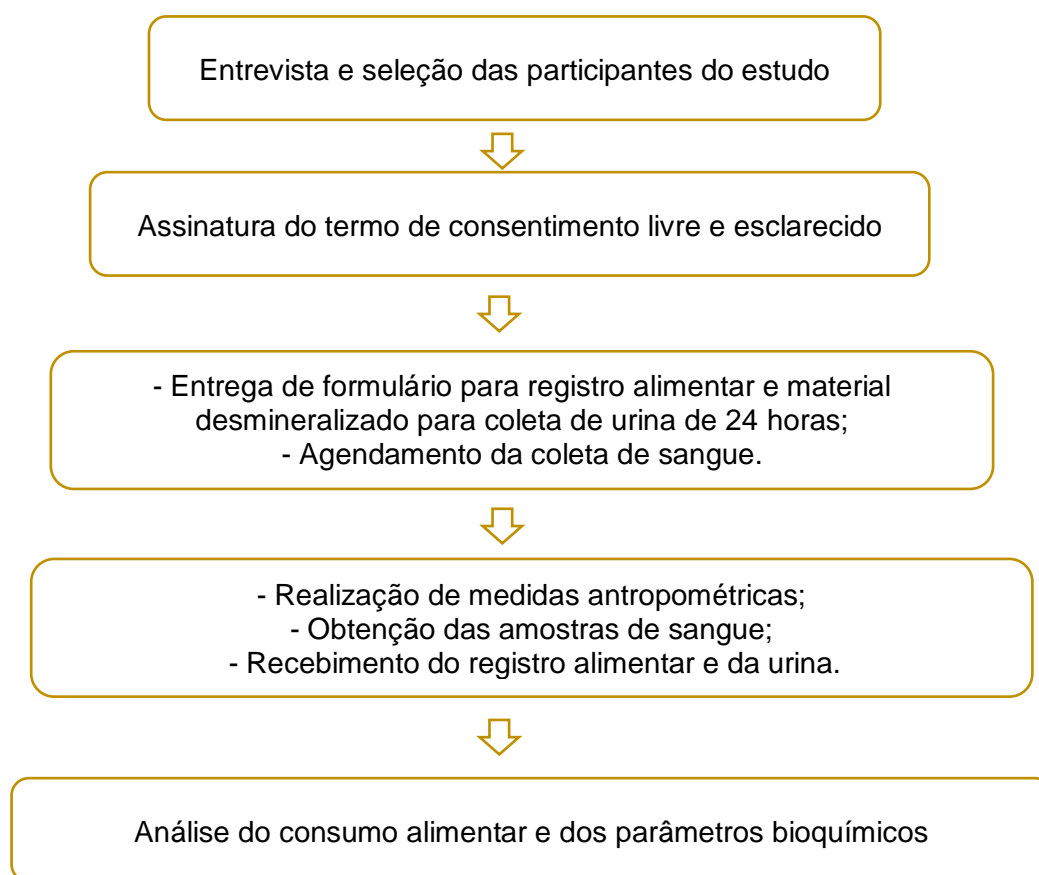 Entrevista e seleção das participantes do estudo
Assinatura do termo de consentimento livre e esclarecido
- Entrega de formulário para registro alimentar e material
desmineralizado para coleta de urina de 24 horas;
- Agendamento da coleta de sangue.
- Realização de medidas antropométricas;
- Obtenção das amostras de sangue;
- Recebimento do registro alimentar e da urina.
Análise do consumo alimentar e dos parâmetros bioquímicos